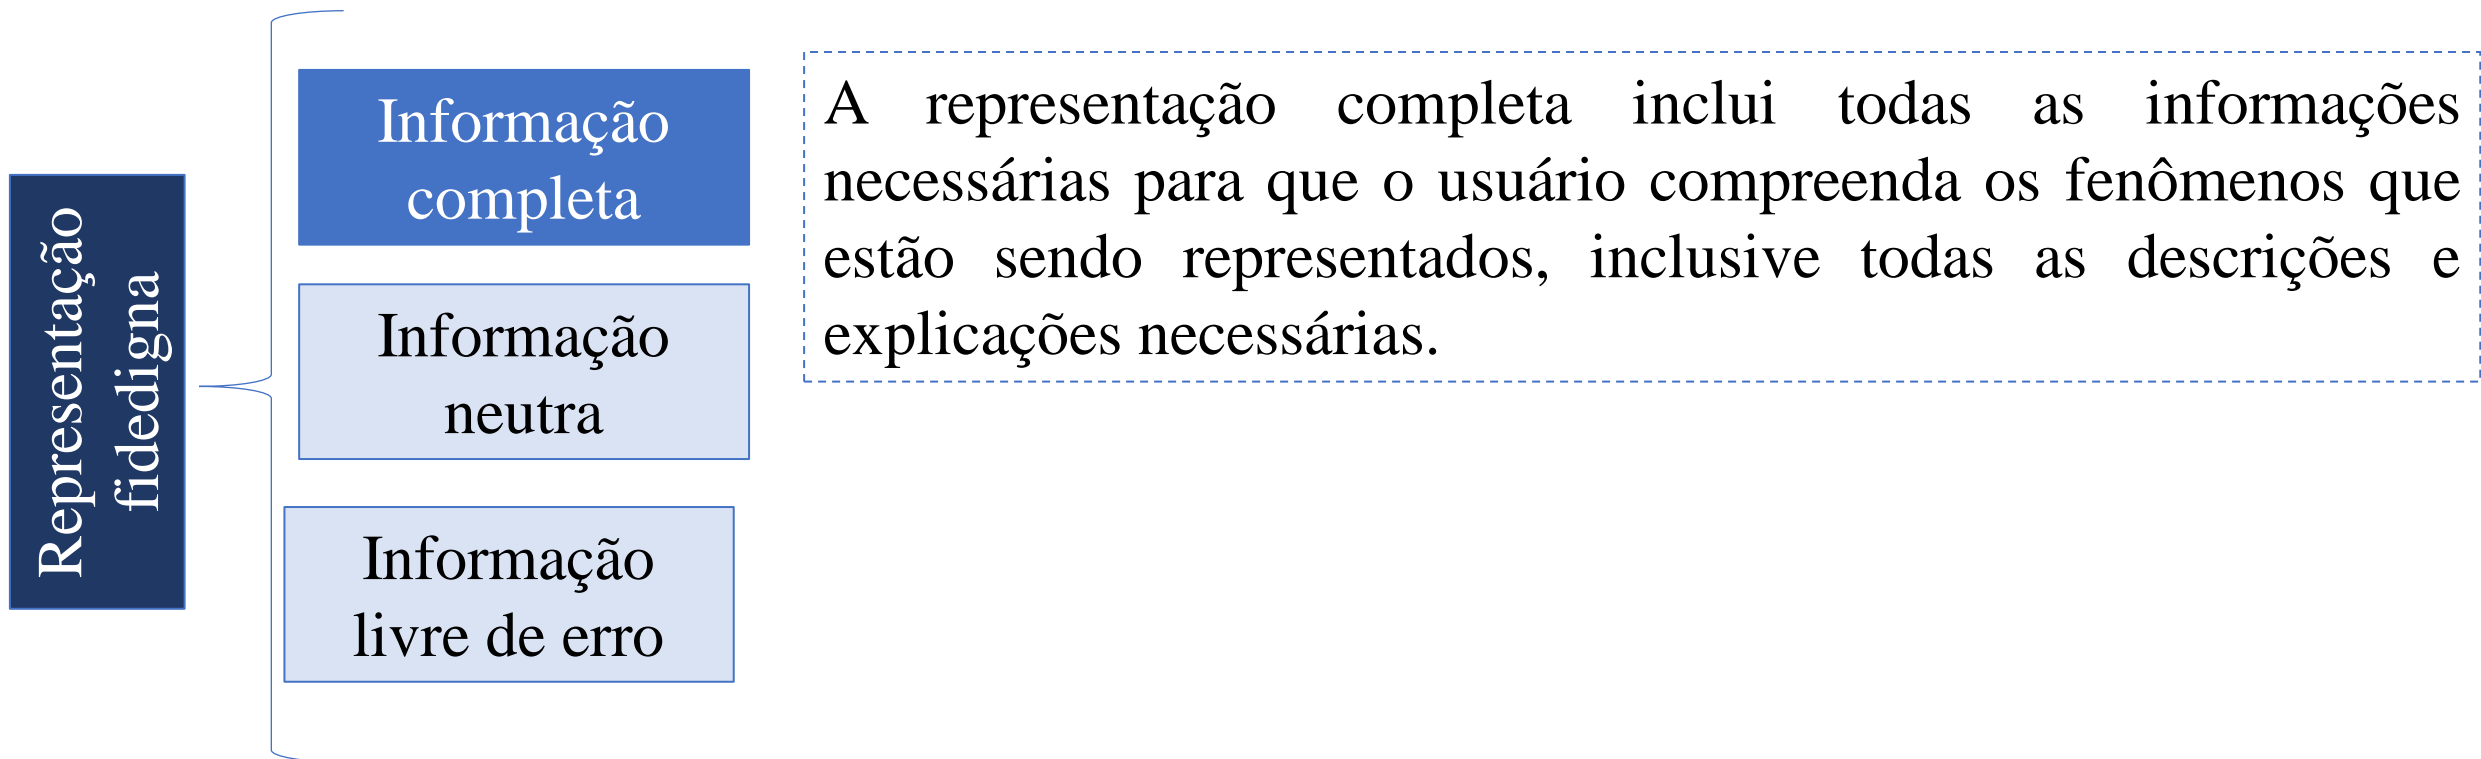 Representação
fidedigna
Informação
completa
Informação
neutra
Informação
livre de erro
A representação completa inclui todas as informações
necessárias para que o usuário compreenda os fenômenos que
estão sendo representados, inclusive todas as descrições e
explicações necessárias.